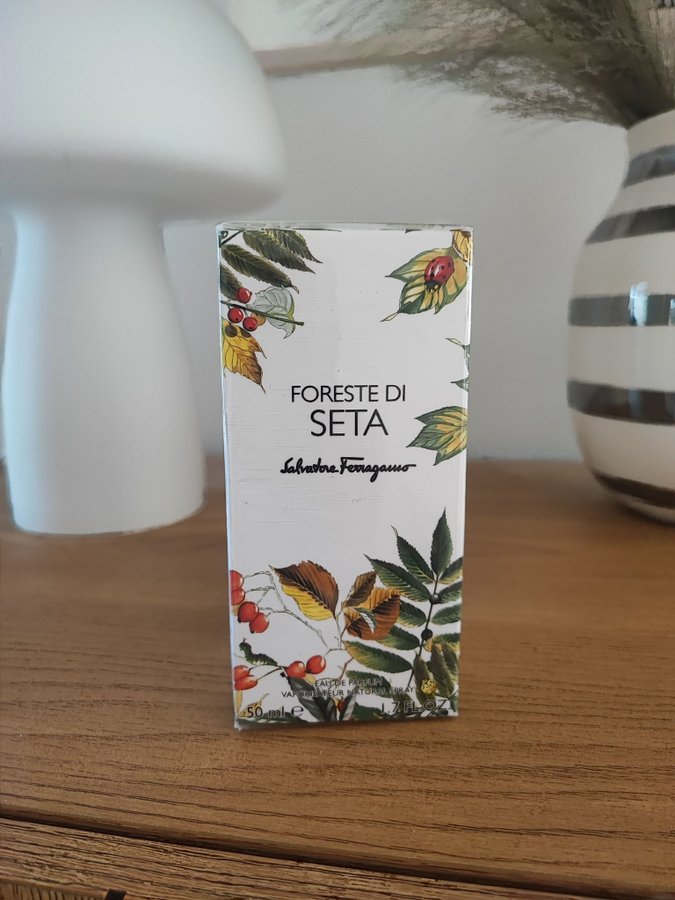 FORESTE DI
SETA
Salvatore Ferragamo
EAU DE PARFUM
VAPORISATEUR NATURAL SPRAY
50 ml e 1.7 FL.OZ.